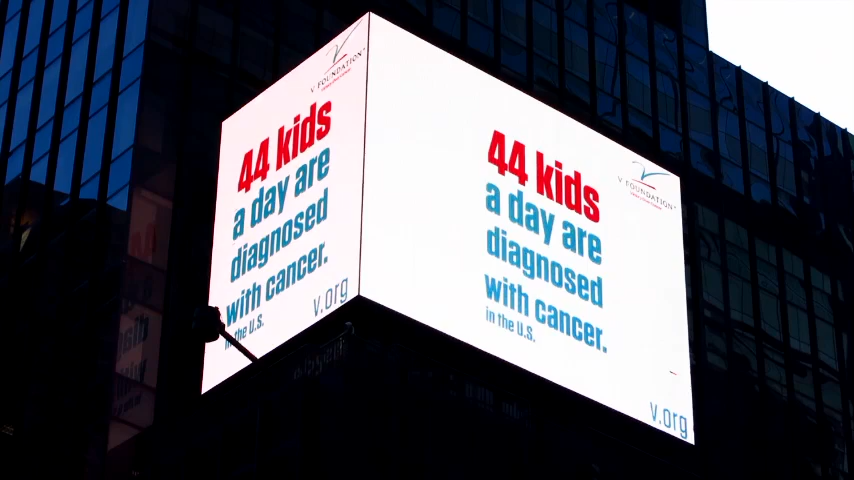 V FOUNDATION
44 kids
a day are
diagnosed
with cancer.
in the U.S.
v.org
V FOUNDATION
44 kids
a day are
diagnosed
with cancer.
in the U.S.
v.org